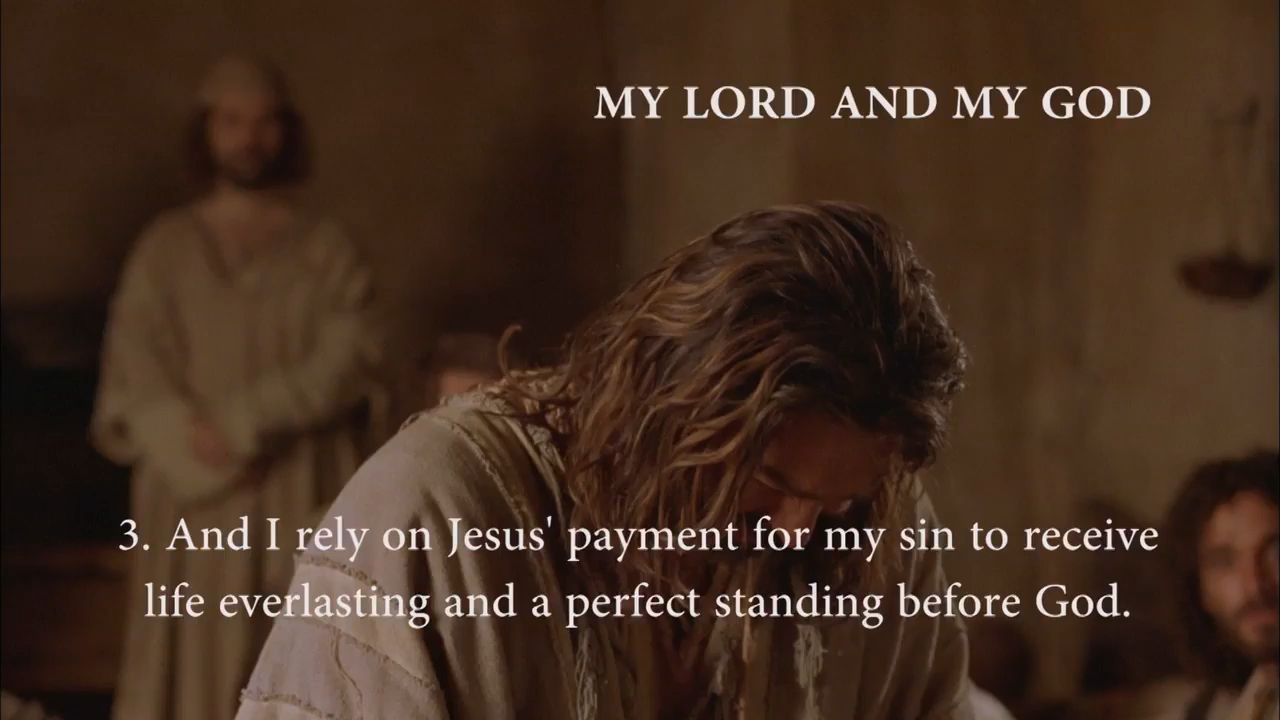 MY LORD AND MY GOD
3. And I rely on Jesus' payment for my sin to receive
life everlasting and a perfect standing before God.